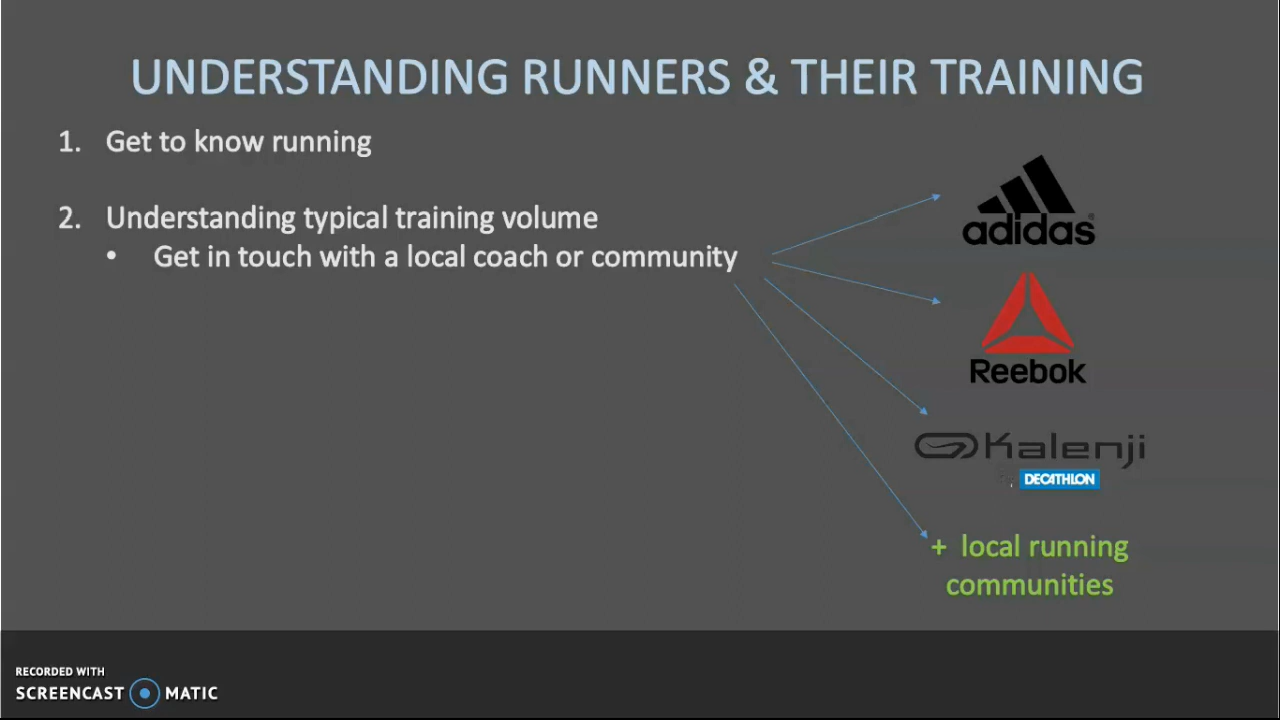 UNDERSTANDING RUNNERS & THEIR TRAINING
1. Get to know running
2. Understanding typical training volume
• Get in touch with a local coach or community
adidas
Reebok
Kalenji
DECATHLON
+ local running
communities
RECORDED WITH
SCREENCAST MATIC